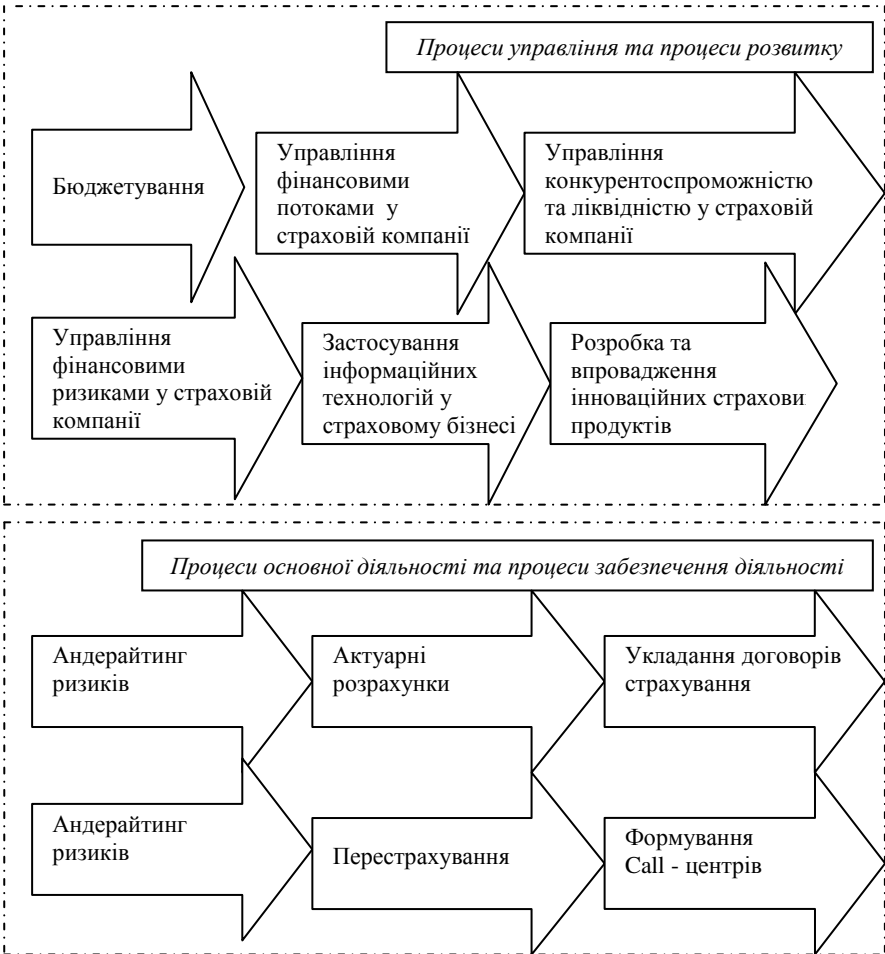 Процеси управління та процеси розвитку
Бюджетування
Управління
фінансовими
потоками у
страховій компанії
Управління
конкурентоспроможністю
та ліквідністю у страховій
компанії
Управління
фінансовими
ризиками у страховій
компанії
Застосування
інформаційних
технологій у
страховому бізнесі
Розробка та
впровадження
інноваційних страхови
продуктів
Процеси основної діяльності та процеси забезпечення діяльності
Андерайтинг
ризиків
Актуарні
розрахунки
Укладання договорів
страхування
Андерайтинг
ризиків
Перестрахування
Формування
Call - центрів